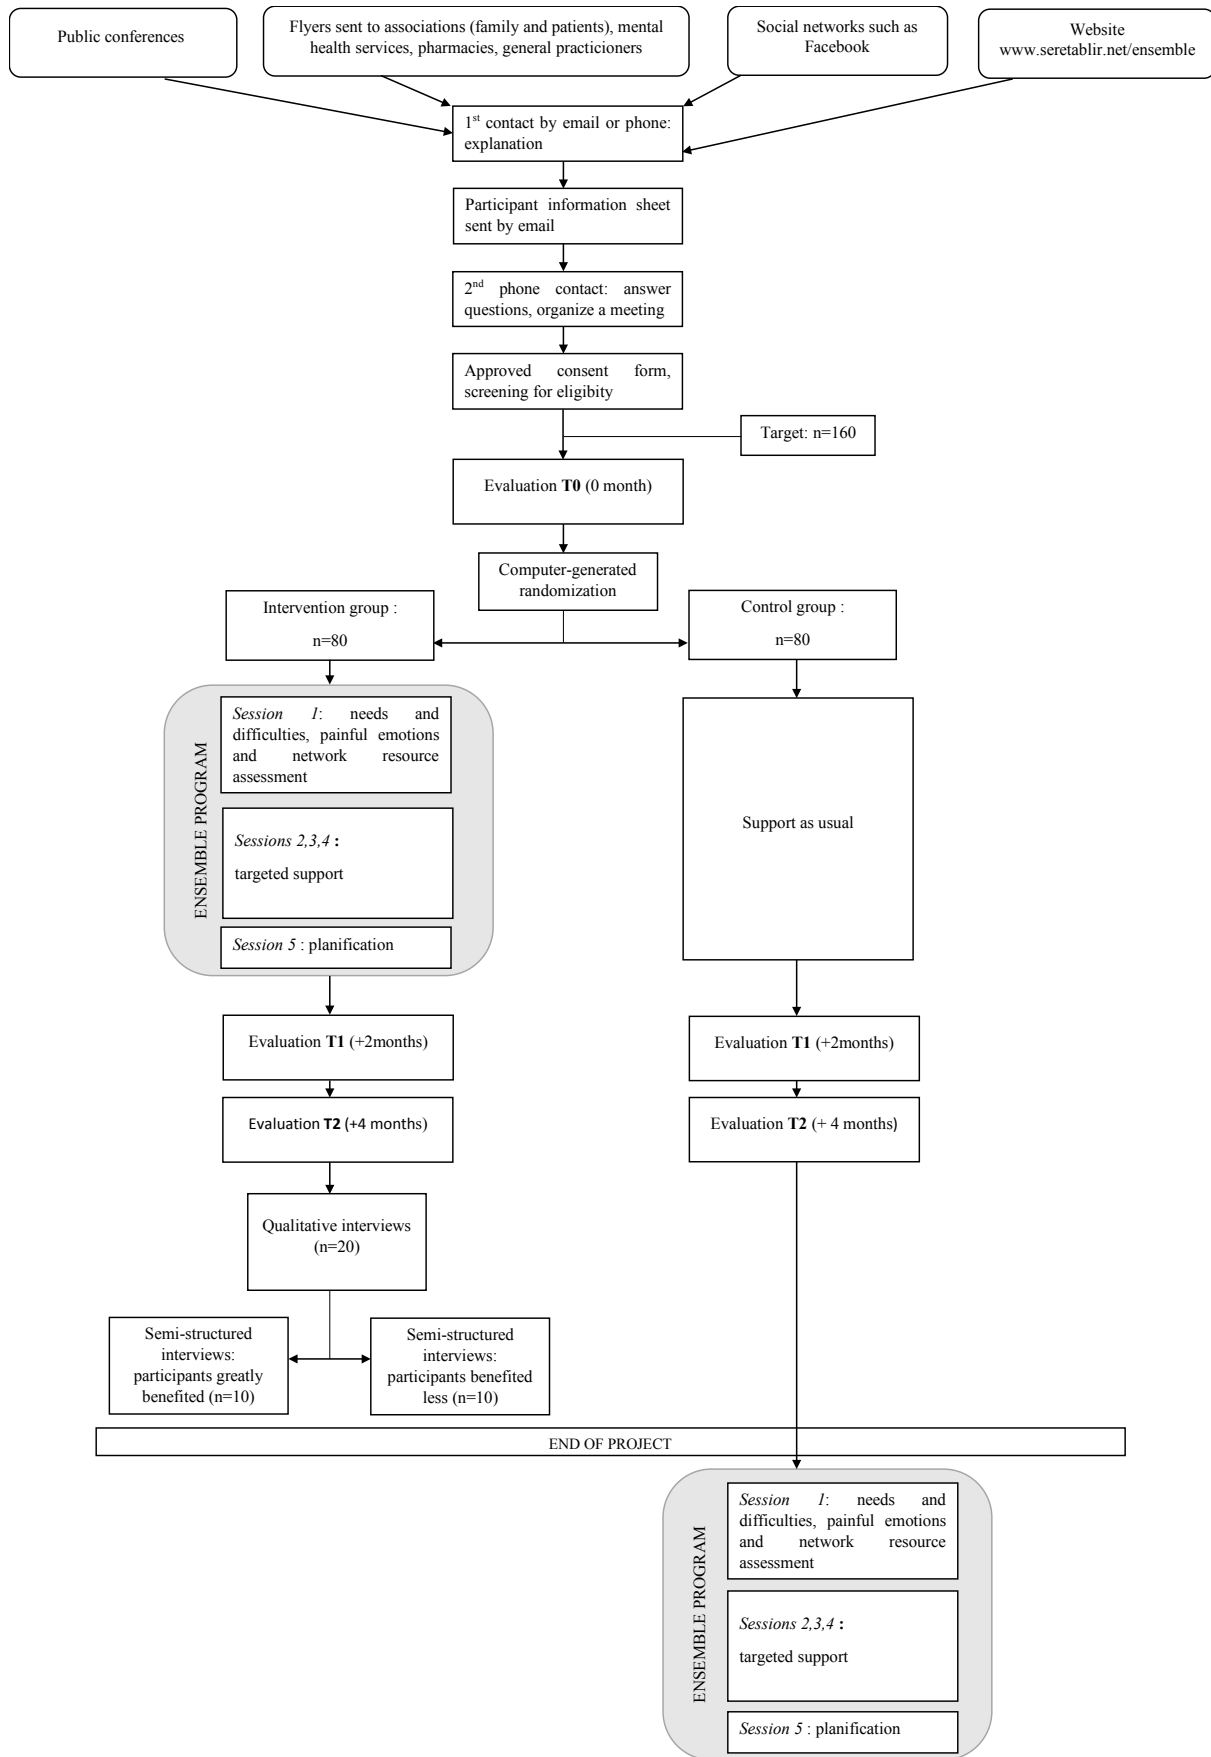 Public conferences
Flyers sent to associations (family and patients), mental
health services, pharmacies, general practicioners
Social networks such as
Facebook
Website
www.seretablir.net/ensemble
1st contact by email or phone:
explanation
Participant information sheet
sent by email
2nd phone contact: answer
questions, organize a meeting
Approved consent form,
screening for eligibity
Target: n=160
Evaluation T0 (0 month)
Computer-generated
randomization
Intervention group :
n=80
Control group :
n=80
ENSEMBLE PROGRAM
Session 1: needs and
difficulties, painful emotions
and network resource
assessment
Sessions 2,3,4 :
targeted support
Session 5 : planification
Support as usual
Evaluation T1 (+2months)
Evaluation T1 (+2months)
Evaluation T2 (+4 months)
Evaluation T2 (+ 4 months)
Qualitative interviews
(n=20)
Semi-structured
interviews:
participants greatly
benefited (n=10)
Semi-structured
interviews:
participants benefited
less (n=10)
END OF PROJECT
ENSEMBLE PROGRAM
Session 1: needs and
difficulties, painful emotions
and network resource
assessment
Sessions 2,3,4 :
targeted support
Session 5 : planification